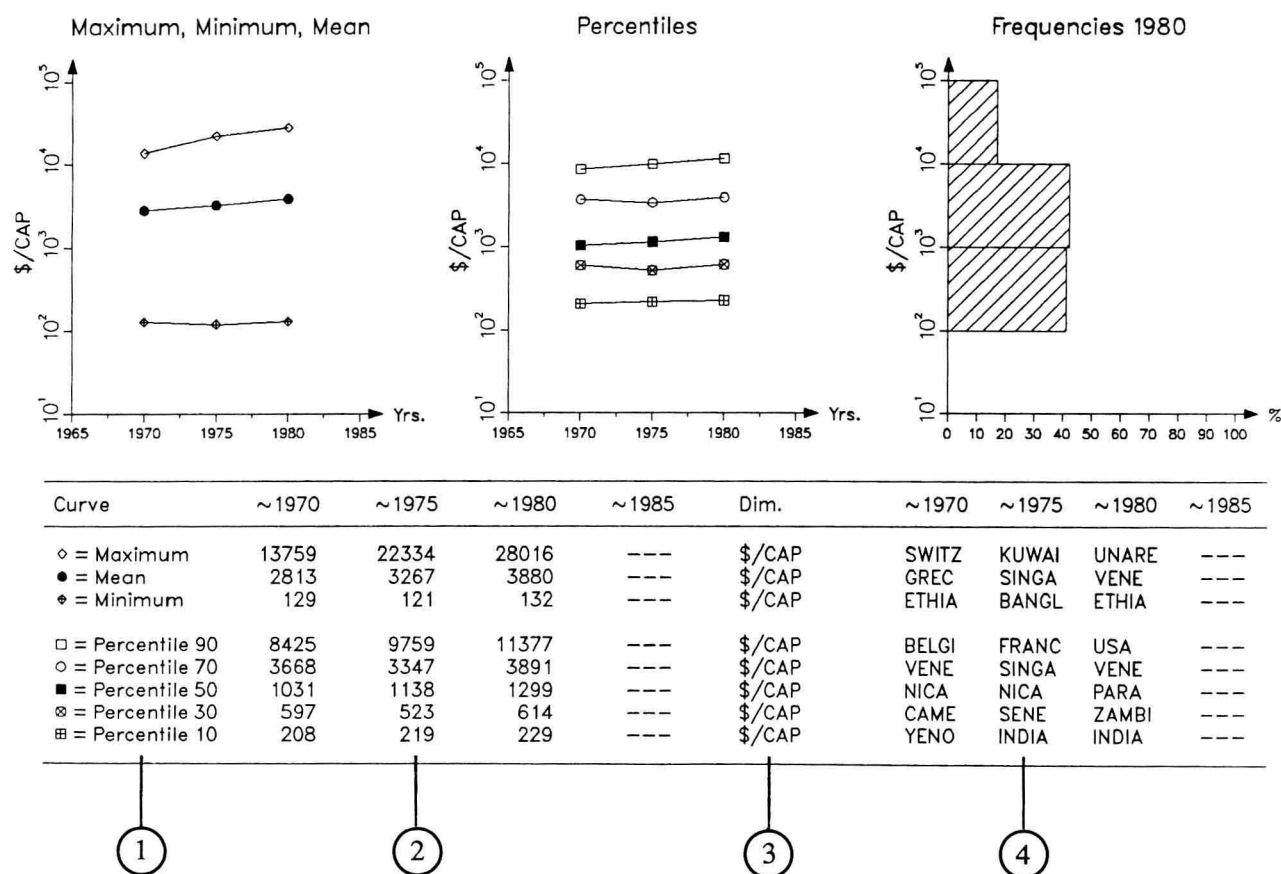 Maximum, Minimum, Mean
$/CAP
10⁵
10⁴
10³
10²
10¹
1965 1970 1975 1980 1985
Yrs.
Percentiles
$/CAP
10⁵
10⁴
10³
10²
10¹
1965 1970 1975 1980 1985
Yrs.
Frequencies 1980
$/CAP
10⁵
10⁴
10³
10²
10¹
0 10 20 30 40 50 60 70 80 90 100
%
Curve ~1970 ~1975 ~1980 ~1985 Dim. ~1970 ~1975 ~1980 ~1985
◇ = Maximum 13759 22334 28016 --- $/CAP SWITZ KUWAI UNARE ---
● = Mean 2813 3267 3880 --- $/CAP GREC SINGA VENE ---
⌖ = Minimum 129 121 132 --- $/CAP ETHIA BANGL ETHIA ---
□ = Percentile 90 8425 9759 11377 --- $/CAP BELGI FRANC USA ---
○ = Percentile 70 3668 3347 3891 --- $/CAP VENE SINGA VENE ---
■ = Percentile 50 1031 1138 1299 --- $/CAP NICA NICA PARA ---
⊗ = Percentile 30 597 523 614 --- $/CAP CAME SENE ZAMBI ---
⊞ = Percentile 10 208 219 229 --- $/CAP YENO INDIA INDIA ---
1 2 3 4